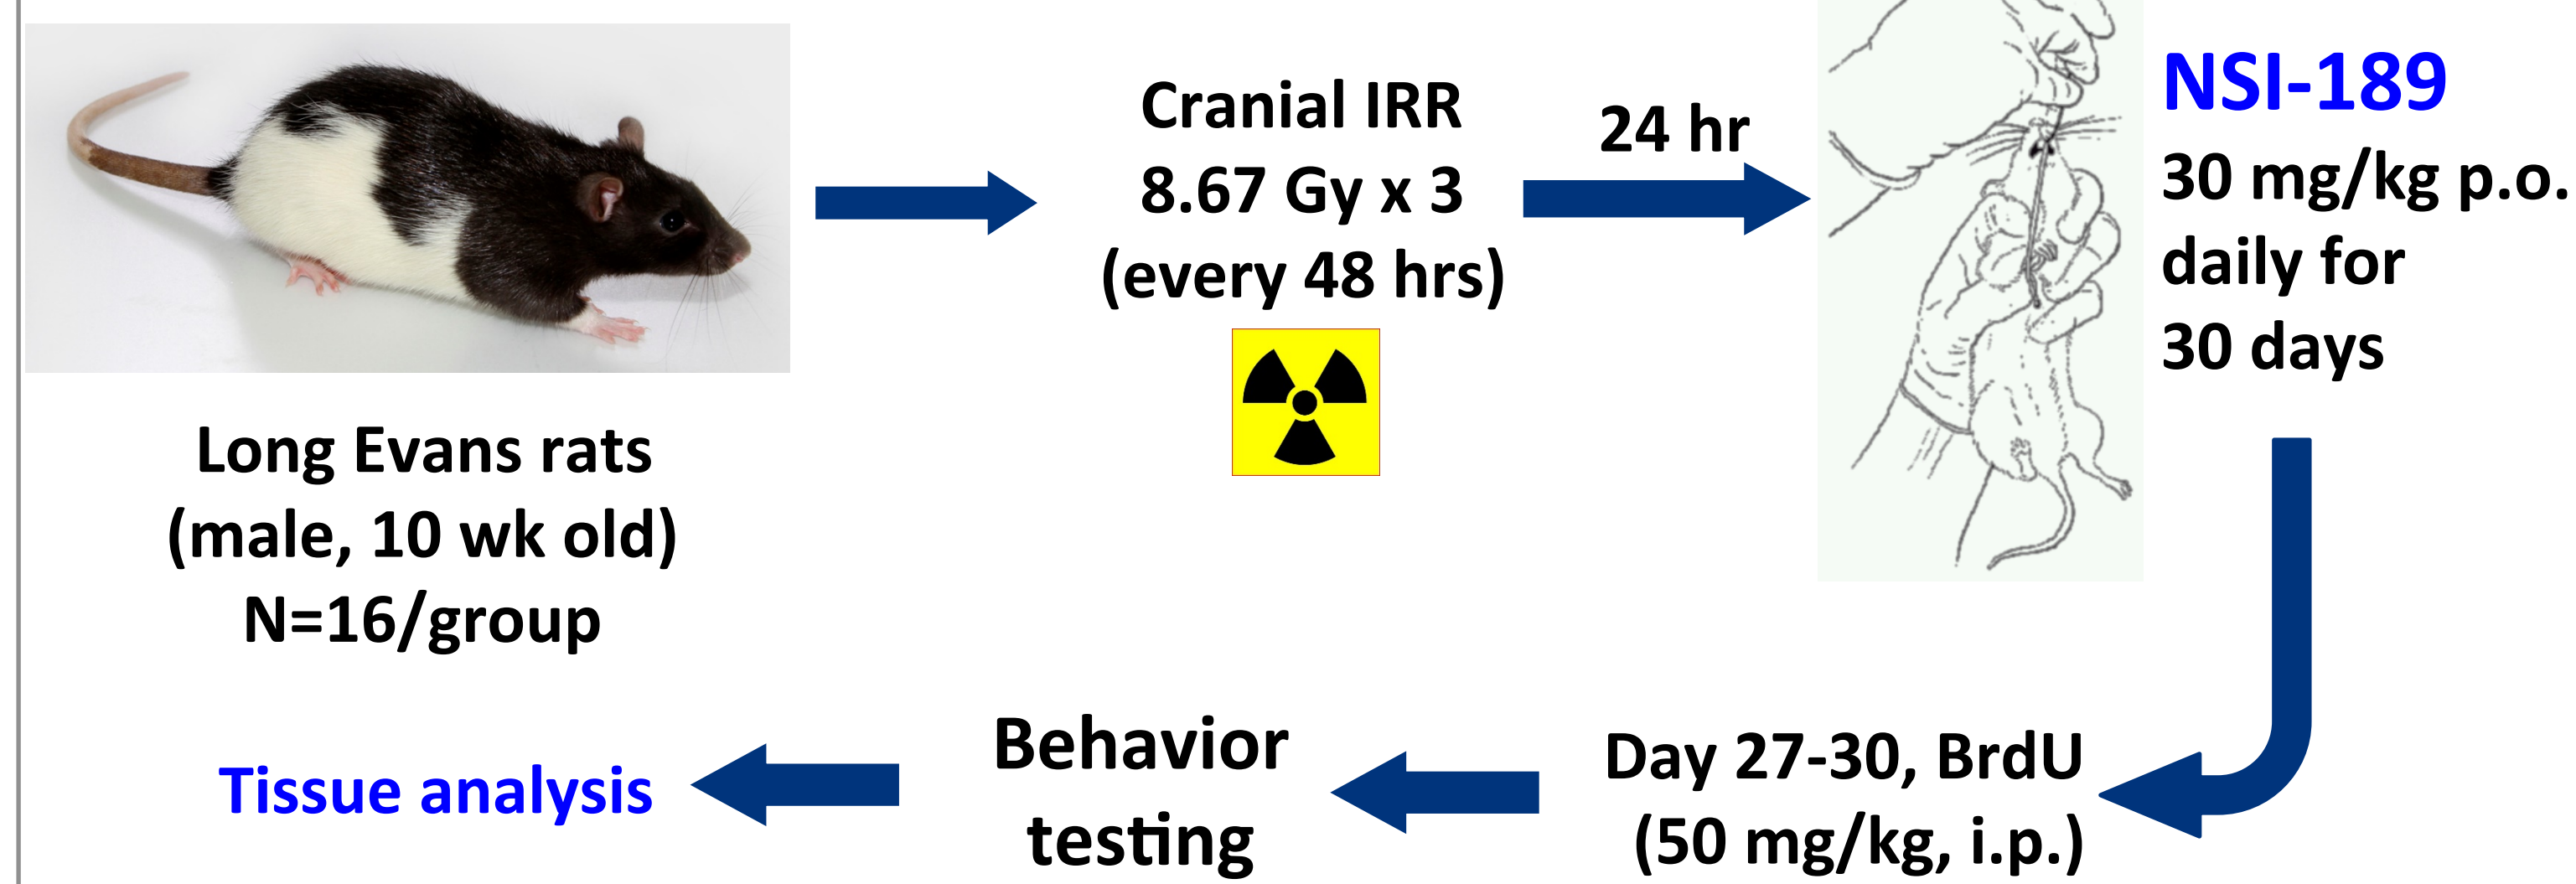 Long Evans rats
(male, 10 wk old)
N=16/group
Cranial IRR
8.67 Gy x 3
(every 48 hrs)
24 hr
NSI-189
30 mg/kg p.o.
daily for
30 days
Day 27-30, BrdU
(50 mg/kg, i.p.)
Behavior
testing
Tissue analysis